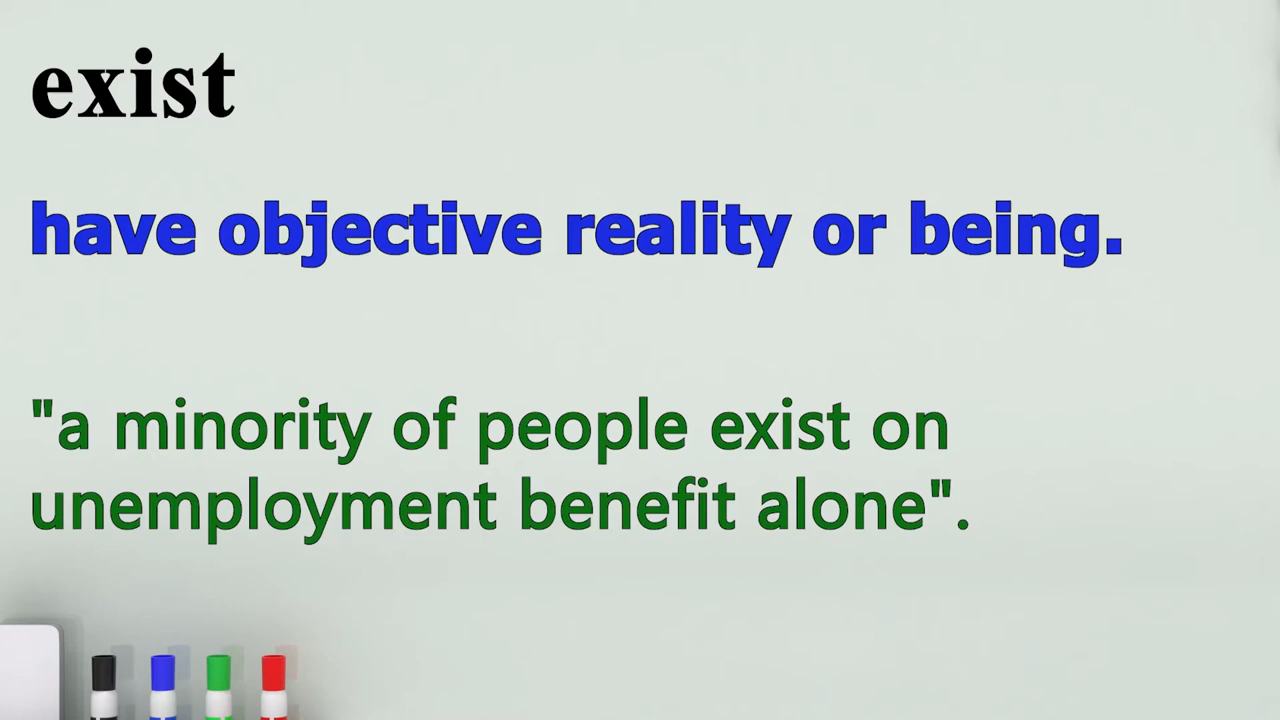 exist
have objective reality or being.
"a minority of people exist on
unemployment benefit alone".